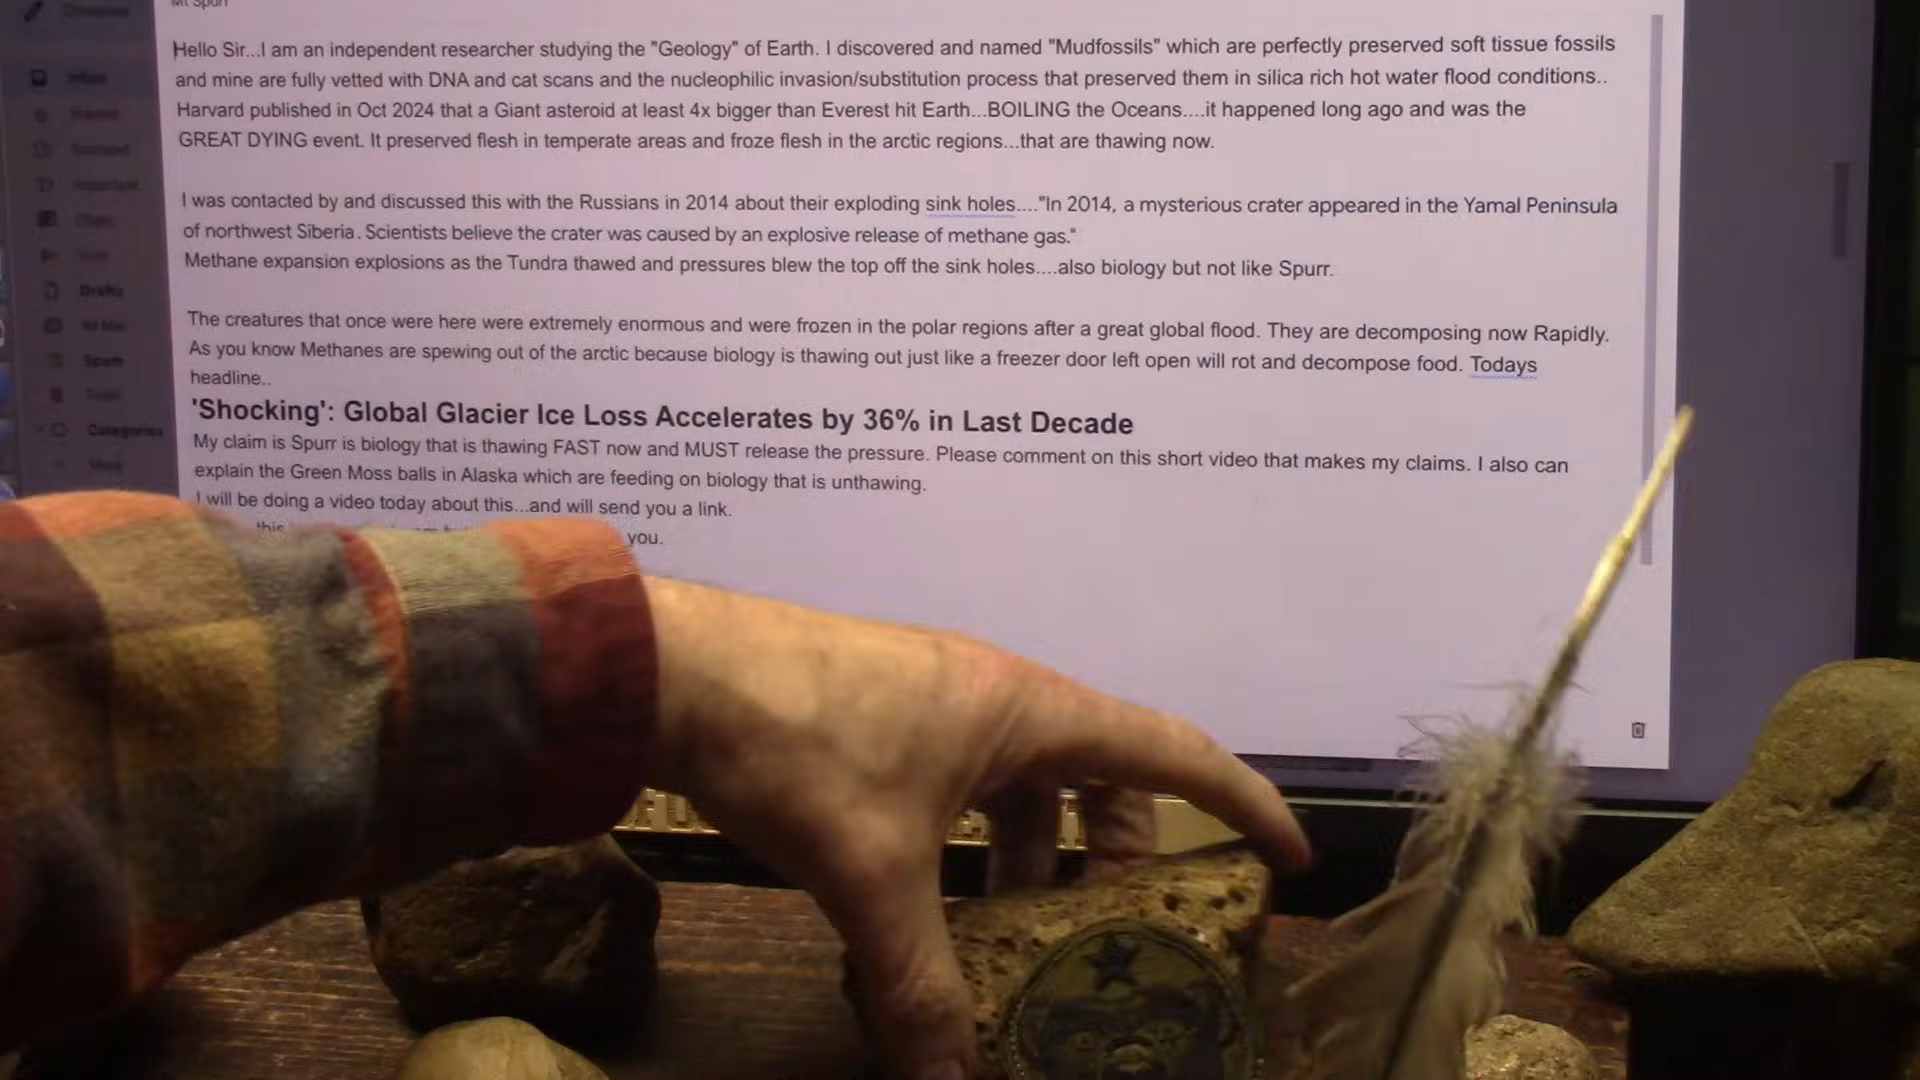 Mt Spurr
Hello Sir...I am an independent researcher studying the "Geology" of Earth. I discovered and named "Mudfossils" which are perfectly preserved soft tissue fossils
and mine are fully vetted with DNA and cat scans and the nucleophilic invasion/substitution process that preserved them in silica rich hot water flood conditions..
Harvard published in Oct 2024 that a Giant asteroid at least 4x bigger than Everest hit Earth...BOILING the Oceans....it happened long ago and was the
GREAT DYING event. It preserved flesh in temperate areas and froze flesh in the arctic regions...that are thawing now.
I was contacted by and discussed this with the Russians in 2014 about their exploding sink holes...."In 2014, a mysterious crater appeared in the Yamal Peninsula
of northwest Siberia. Scientists believe the crater was caused by an explosive release of methane gas."
Methane expansion explosions as the Tundra thawed and pressures blew the top off the sink holes....also biology but not like Spurr.
The creatures that once were here were extremely enormous and were frozen in the polar regions after a great global flood. They are decomposing now Rapidly.
As you know Methanes are spewing out of the arctic because biology is thawing out just like a freezer door left open will rot and decompose food. Todays
headline..
'Shocking': Global Glacier Ice Loss Accelerates by 36% in Last Decade
My claim is Spurr is biology that is thawing FAST now and MUST release the pressure. Please comment on this short video that makes my claims. I also can
explain the Green Moss balls in Alaska which are feeding on biology that is unthawing.
I will be doing a video today about this...and will send you a link.
this you.
Inbox
Drafts
Spam
Categories